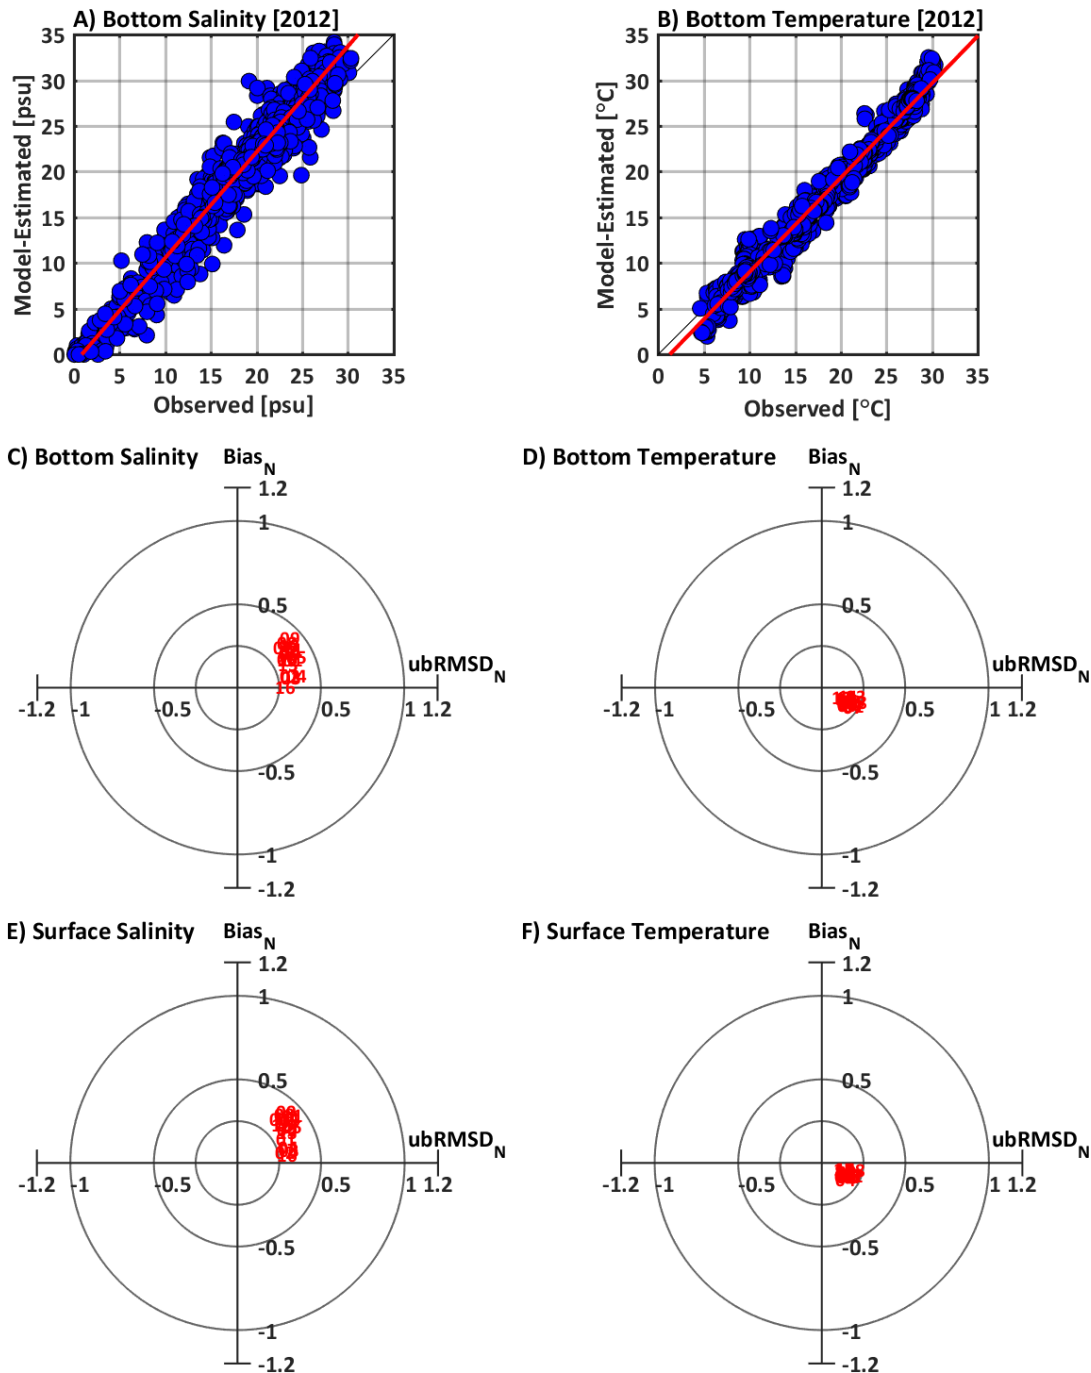 A) Bottom Salinity [2012]
B) Bottom Temperature [2012]
35
30
25
20
15
10
5
0
Model-Estimated [psu]
0 5 10 15 20 25 30 35
Observed [psu]
35
30
25
20
15
10
5
0
Model-Estimated [°C]
0 5 10 15 20 25 30 35
Observed [°C]
C) Bottom Salinity
BiasN
1.2
1
0.5
ubRMSDN
16
-1.2 -1 -0.5 0.5 1 1.2
-0.5
-1
-1.2
D) Bottom Temperature
BiasN
1.2
1
0.5
ubRMSDN
-1.2 -1 -0.5 0.5 1 1.2
-0.5
-1
-1.2
E) Surface Salinity
BiasN
1.2
1
0.5
ubRMSDN
-1.2 -1 -0.5 0.5 1 1.2
-0.5
-1
-1.2
F) Surface Temperature
BiasN
1.2
1
0.5
ubRMSDN
-1.2 -1 -0.5 0.5 1 1.2
-0.5
-1
-1.2